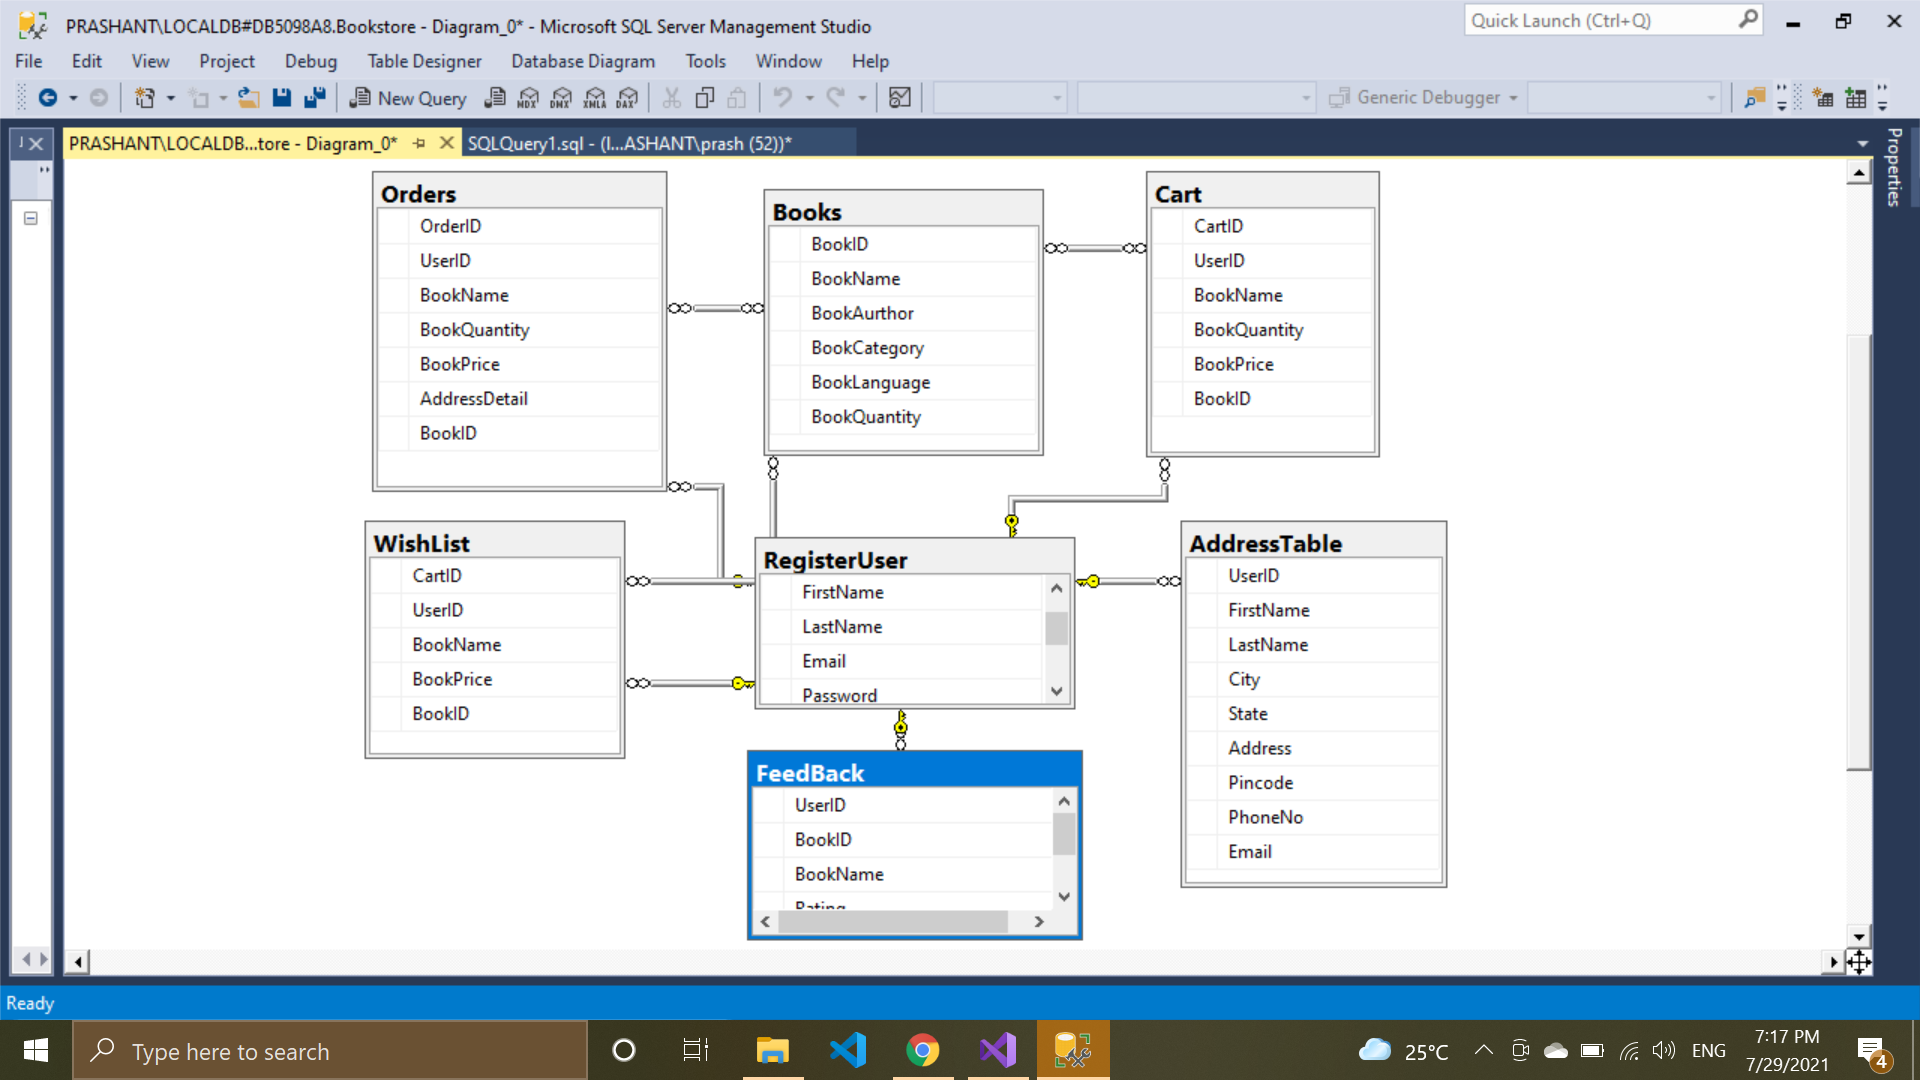 PRASHANT\LOCALDB#DB5098A8.Bookstore - Diagram_0* - Microsoft SQL Server Management Studio
Quick Launch (Ctrl+Q)
File Edit View Project Debug Table Designer Database Diagram Tools Window Help
New Query MDX DMX XMLA DAX Generic Debugger
PRASHANT\LOCALDB...tore - Diagram_0* SQLQuery1.sql - (l...ASHANT\prash (52))*
Properties
Orders
OrderID
UserID
BookName
BookQuantity
BookPrice
AddressDetail
BookID
Books
BookID
BookName
BookAurthor
BookCategory
BookLanguage
BookQuantity
Cart
CartID
UserID
BookName
BookQuantity
BookPrice
BookID
WishList
CartID
UserID
BookName
BookPrice
BookID
RegisterUser
FirstName
LastName
Email
Password
AddressTable
UserID
FirstName
LastName
City
State
Address
Pincode
PhoneNo
Email
FeedBack
UserID
BookID
BookName
Rating
Ready
Type here to search
25°C
ENG
7:17 PM
7/29/2021
4